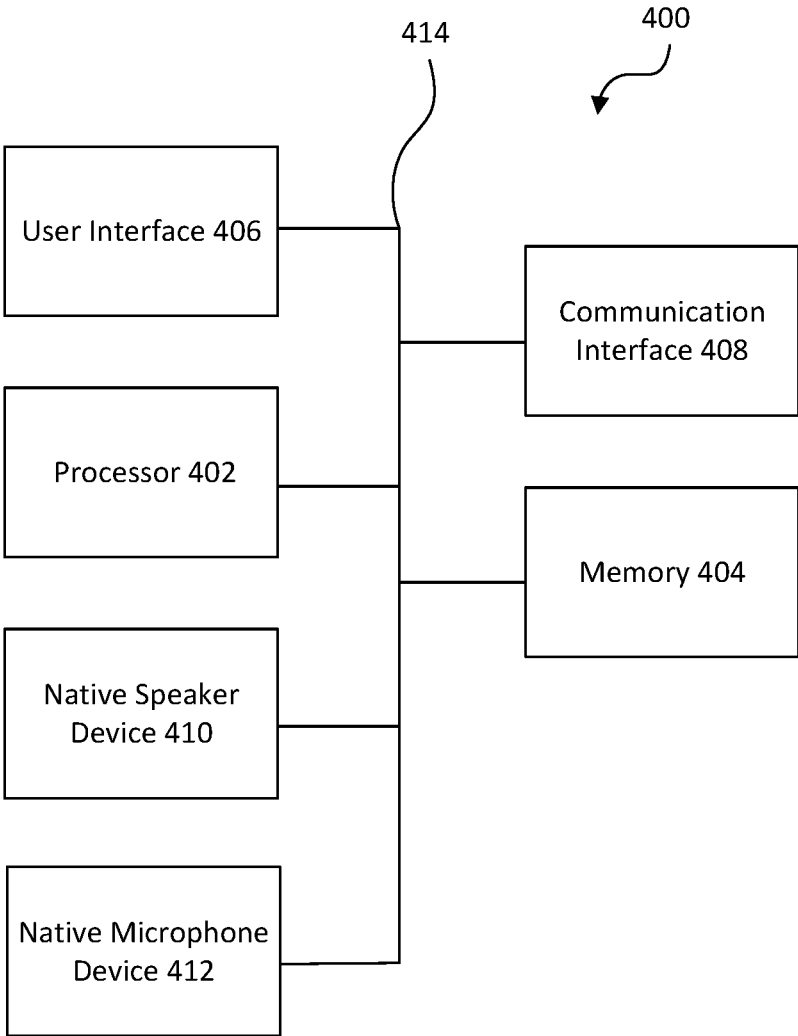 414
400
User Interface 406
Communication
Interface 408
Processor 402
Memory 404
Native Speaker
Device 410
Native Microphone
Device 412